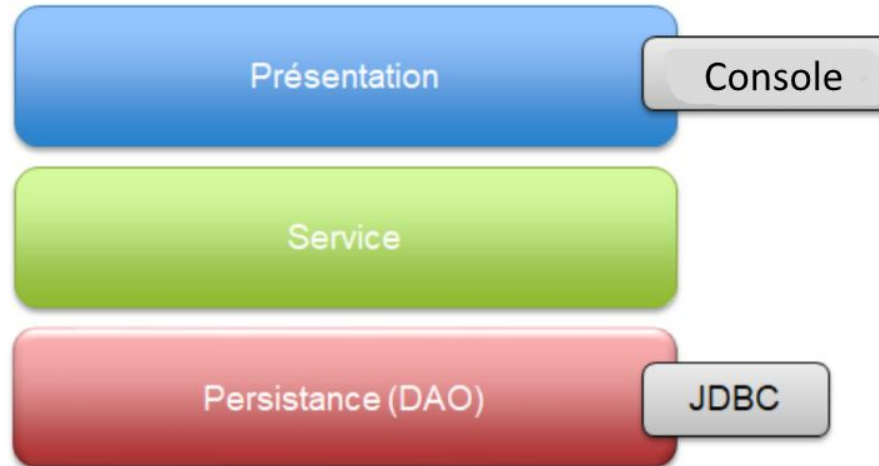 Présentation
Console
Service
Persistance (DAO)
JDBC